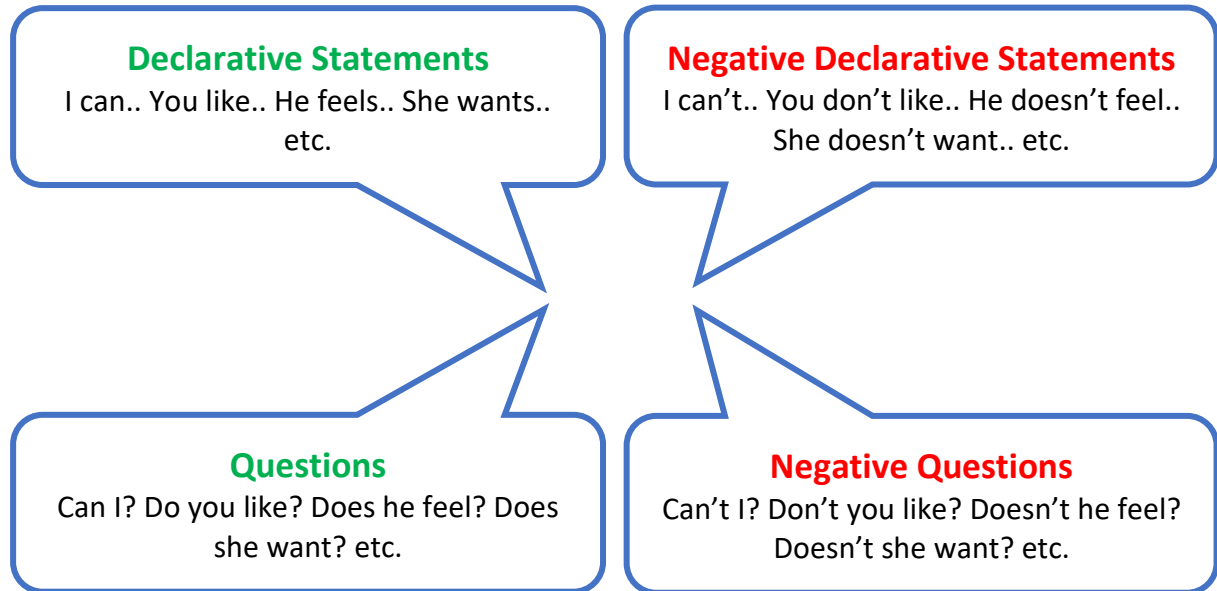 Declarative Statements
I can.. You like.. He feels.. She wants..
etc.
Negative Declarative Statements
I can’t.. You don’t like.. He doesn’t feel..
She doesn’t want.. etc.
Questions
Can I? Do you like? Does he feel? Does
she want? etc.
Negative Questions
Can’t I? Don’t you like? Doesn’t he feel?
Doesn’t she want? etc.